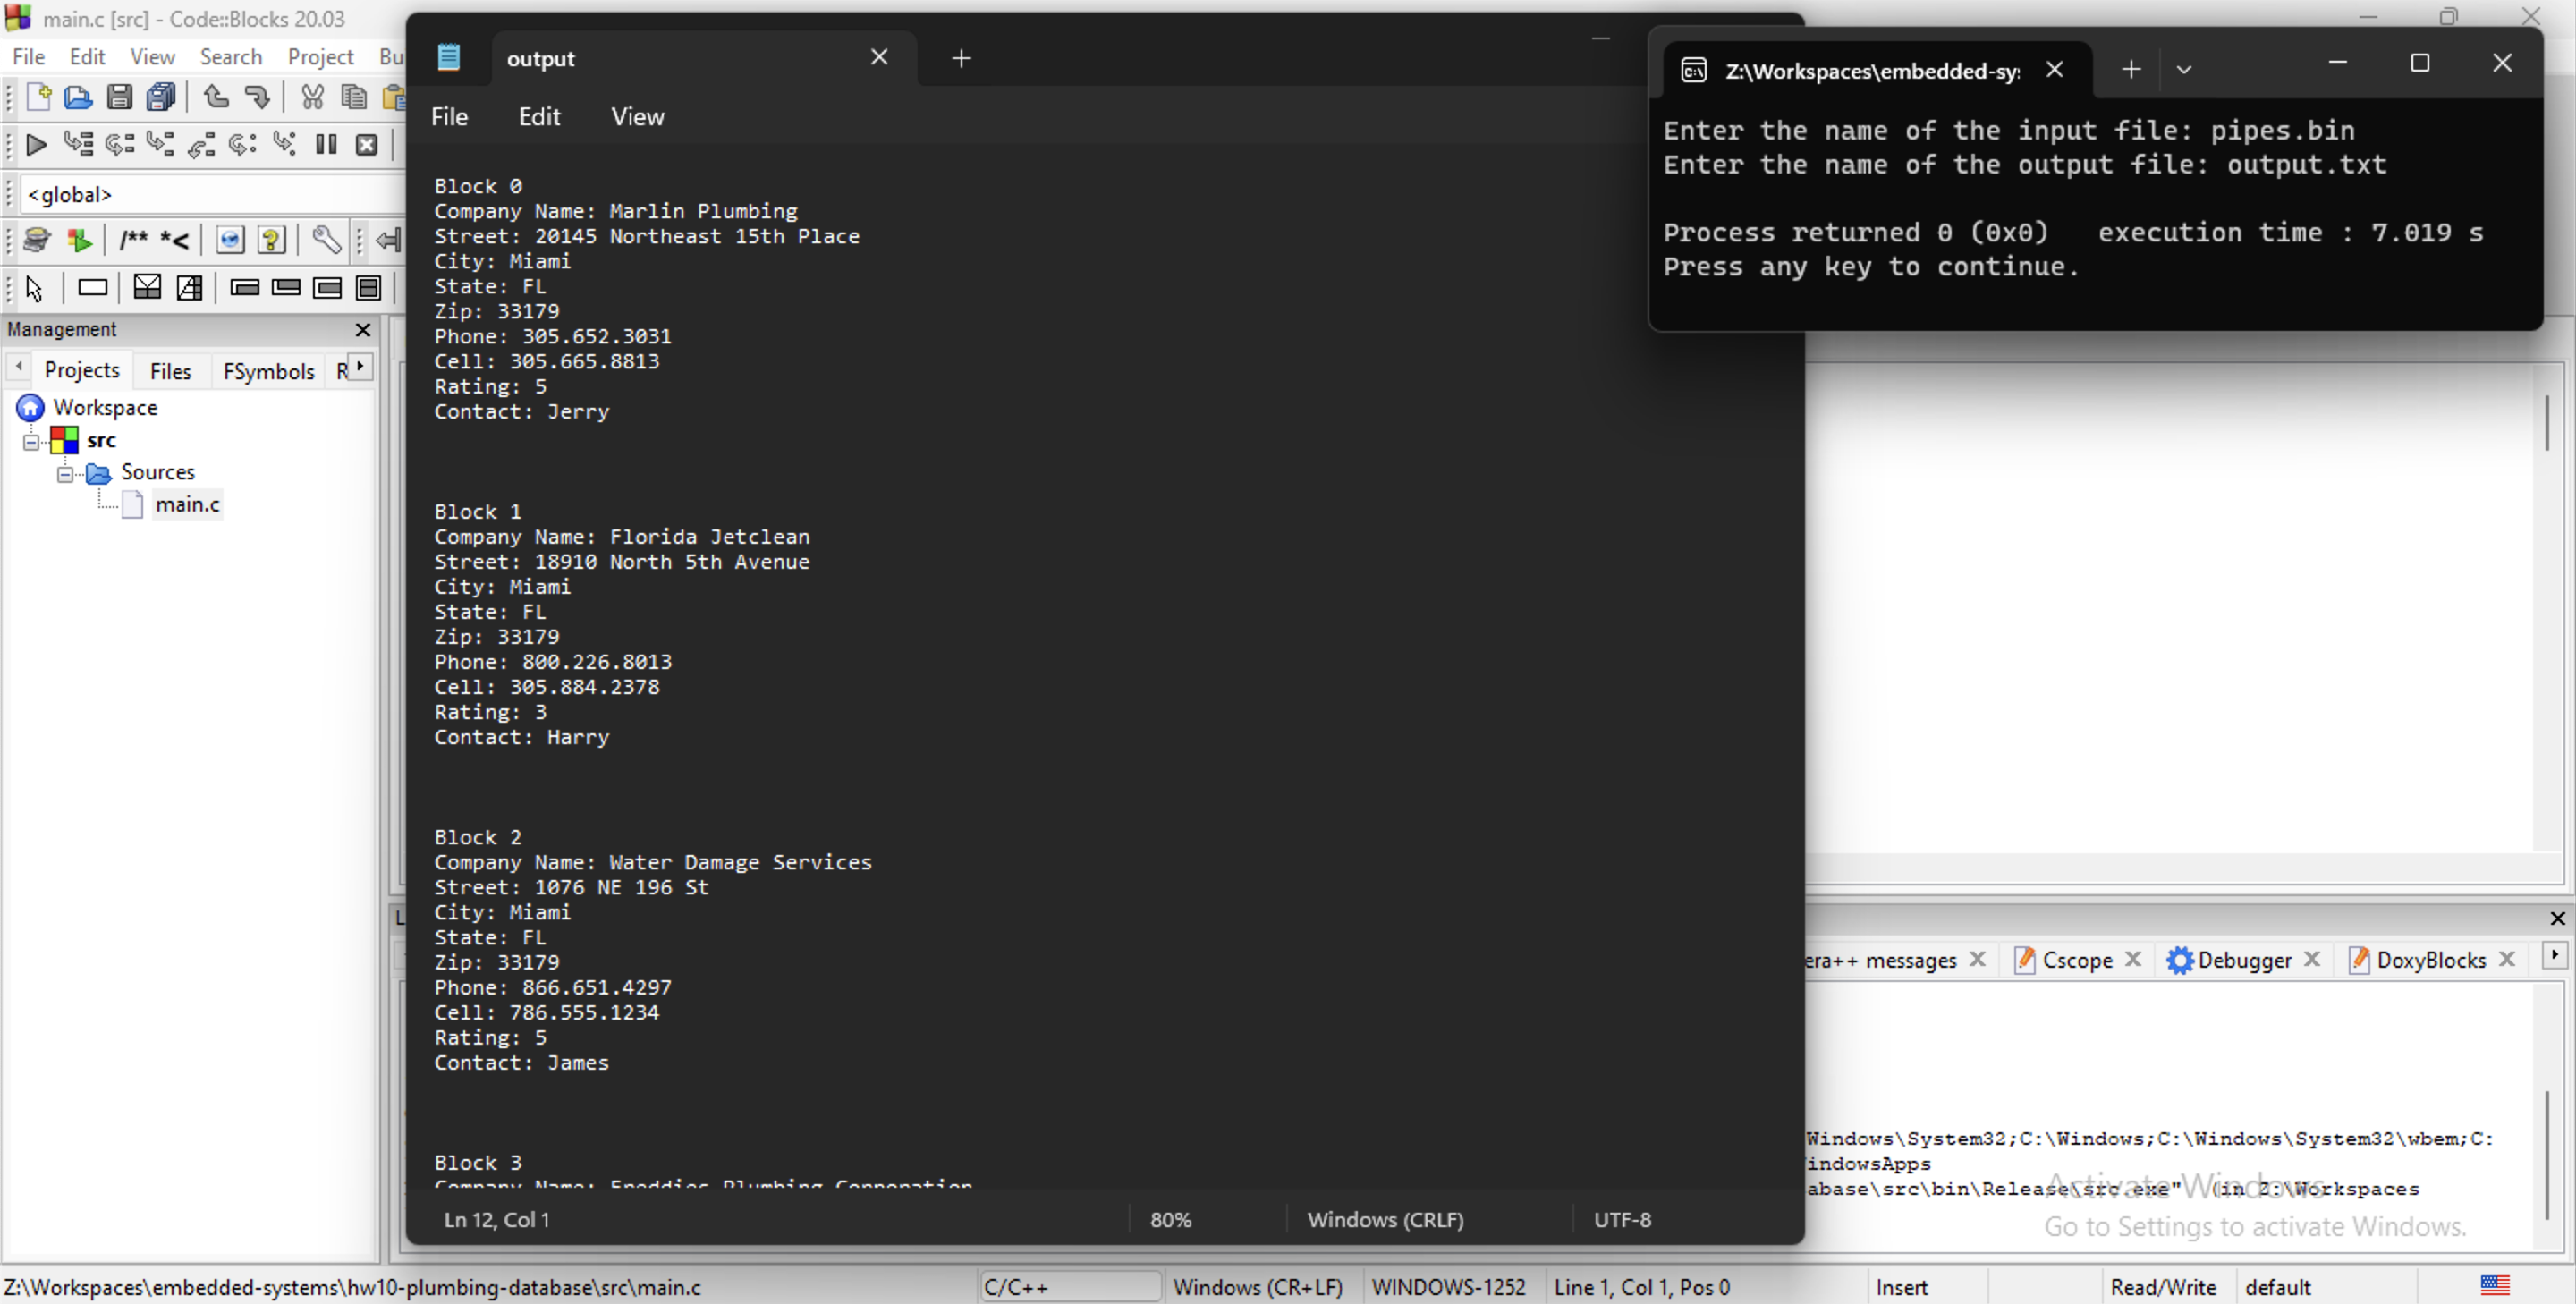 main.c [src] - Code::Blocks 20.03
File Edit View Search Project Bu
<global>
/** *<
Management
Projects Files FSymbols R
Workspace
src
Sources
main.c
output
File Edit View
Block 0
Company Name: Marlin Plumbing
Street: 20145 Northeast 15th Place
City: Miami
State: FL
Zip: 33179
Phone: 305.652.3031
Cell: 305.665.8813
Rating: 5
Contact: Jerry
Block 1
Company Name: Florida Jetclean
Street: 18910 North 5th Avenue
City: Miami
State: FL
Zip: 33179
Phone: 800.226.8013
Cell: 305.884.2378
Rating: 3
Contact: Harry
Block 2
Company Name: Water Damage Services
Street: 1076 NE 196 St
City: Miami
State: FL
Zip: 33179
Phone: 866.651.4297
Cell: 786.555.1234
Rating: 5
Contact: James
Block 3
Company Name: Freddies Plumbing Corporation
Ln 12, Col 1 80% Windows (CRLF) UTF-8
Z:\Workspaces\embedded-sy
Enter the name of the input file: pipes.bin
Enter the name of the output file: output.txt
Process returned 0 (0x0) execution time : 7.019 s
Press any key to continue.
L
era++ messages Cscope Debugger DoxyBlocks
Windows\System32;C:\Windows;C:\Windows\System32\wbem;C:
indowsApps
abase\src\bin\Release\src.exe" (in Z:\Workspaces
Activate Windows
Go to Settings to activate Windows.
Z:\Workspaces\embedded-systems\hw10-plumbing-database\src\main.c C/C++ Windows (CR+LF) WINDOWS-1252 Line 1, Col 1, Pos 0 Insert Read/Write default